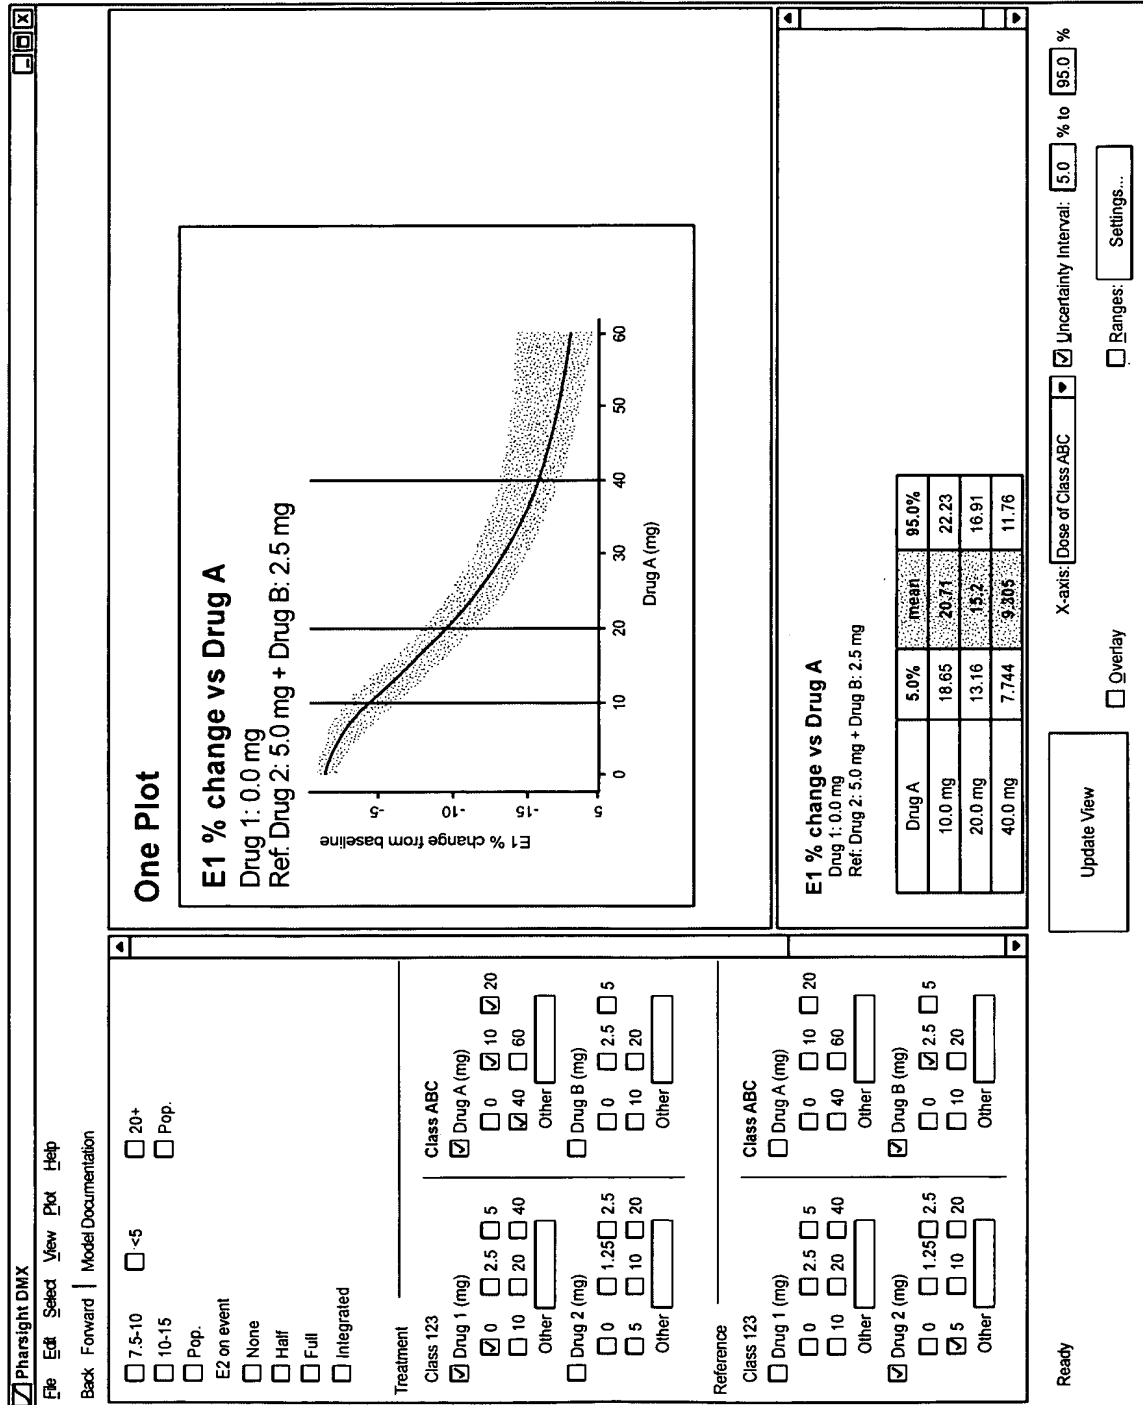 Pharsight DMX
File Edit Select View Plot Help
Back Forward | Model Documentation
7.5-10 <5 20+
10-15 Pop.
Pop.
E2 on event
None
Half
Full
Integrated
Treatment
Class 123
Drug 1 (mg)
0 2.5 5
10 20 40
Other
Drug 2 (mg)
0 1.25 2.5
5 10 20
Other
Class ABC
Drug A (mg)
0 10 20
40 60
Other
Drug B (mg)
0 2.5 5
10 20
Other
Reference
Class 123
Drug 1 (mg)
0 2.5 5
10 20 40
Other
Drug 2 (mg)
0 1.25 2.5
5 10 20
Other
Class ABC
Drug A (mg)
0 10 20
40 60
Other
Drug B (mg)
0 2.5 5
10 20
Other
One Plot
E1 % change vs Drug A
Drug 1: 0.0 mg
Ref: Drug 2: 5.0 mg + Drug B: 2.5 mg
E1 % change from baseline
-5
-10
-15
5
0 10 20 30 40 50 60
Drug A (mg)
E1 % change vs Drug A
Drug 1: 0.0 mg
Ref: Drug 2: 5.0 mg + Drug B: 2.5 mg
Drug A 5.0% mean 95.0%
10.0 mg 18.65 20.71 22.23
20.0 mg 13.16 15.2 16.91
40.0 mg 7.744 9.305 11.76
Update View
X-axis: Dose of Class ABC
Uncertainty Interval: 5.0 % to 95.0 %
Overlay
Ranges: Settings...
Ready